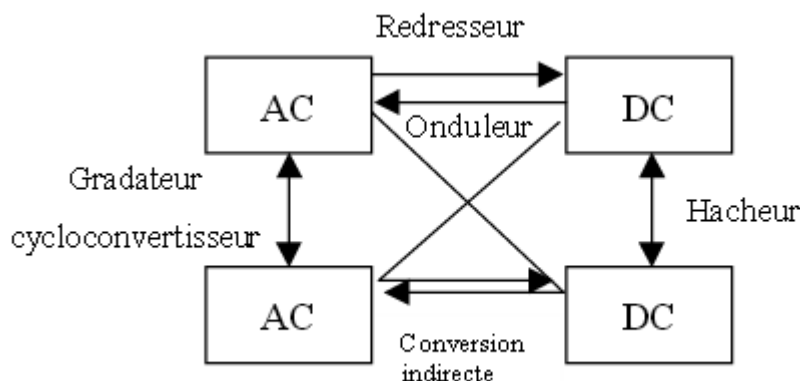 Redresseur
AC
DC
Onduleur
Gradateur
Hacheur
cycloconvertisseur
AC
DC
Conversion
indirecte